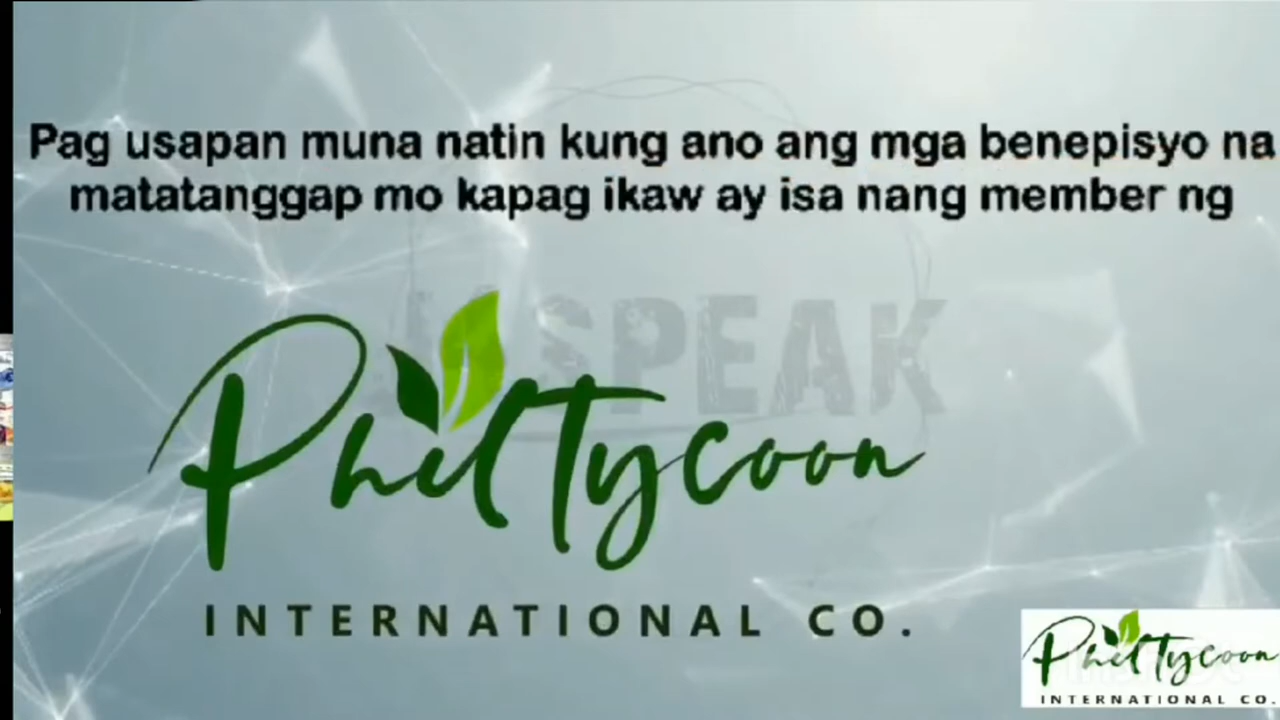 Pag usapan muna natin kung ano ang mga benepisyo na
matatanggap mo kapag ikaw ay isa nang member ng
SPEAK
PhilTycoon
INTERNATIONAL CO.
PhilTycoon
INTERNATIONAL CO.